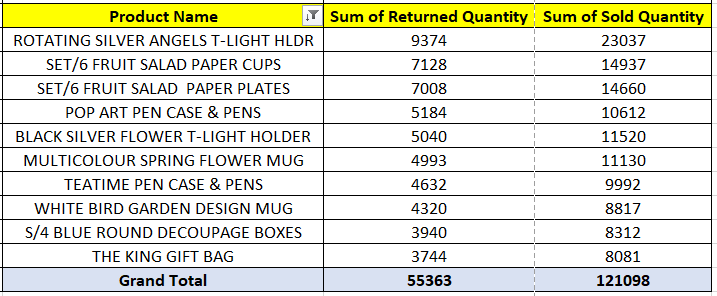 Product Name Sum of Returned Quantity Sum of Sold Quantity
ROTATING SILVER ANGELS T-LIGHT HLDR 9374 23037
SET/6 FRUIT SALAD PAPER CUPS 7128 14937
SET/6 FRUIT SALAD  PAPER PLATES 7008 14660
POP ART PEN CASE & PENS 5184 10612
BLACK SILVER FLOWER T-LIGHT HOLDER 5040 11520
MULTICOLOUR SPRING FLOWER MUG 4993 11130
TEATIME PEN CASE & PENS 4632 9992
WHITE BIRD GARDEN DESIGN MUG 4320 8817
S/4 BLUE ROUND DECOUPAGE BOXES 3940 8312
THE KING GIFT BAG 3744 8081
Grand Total 55363 121098